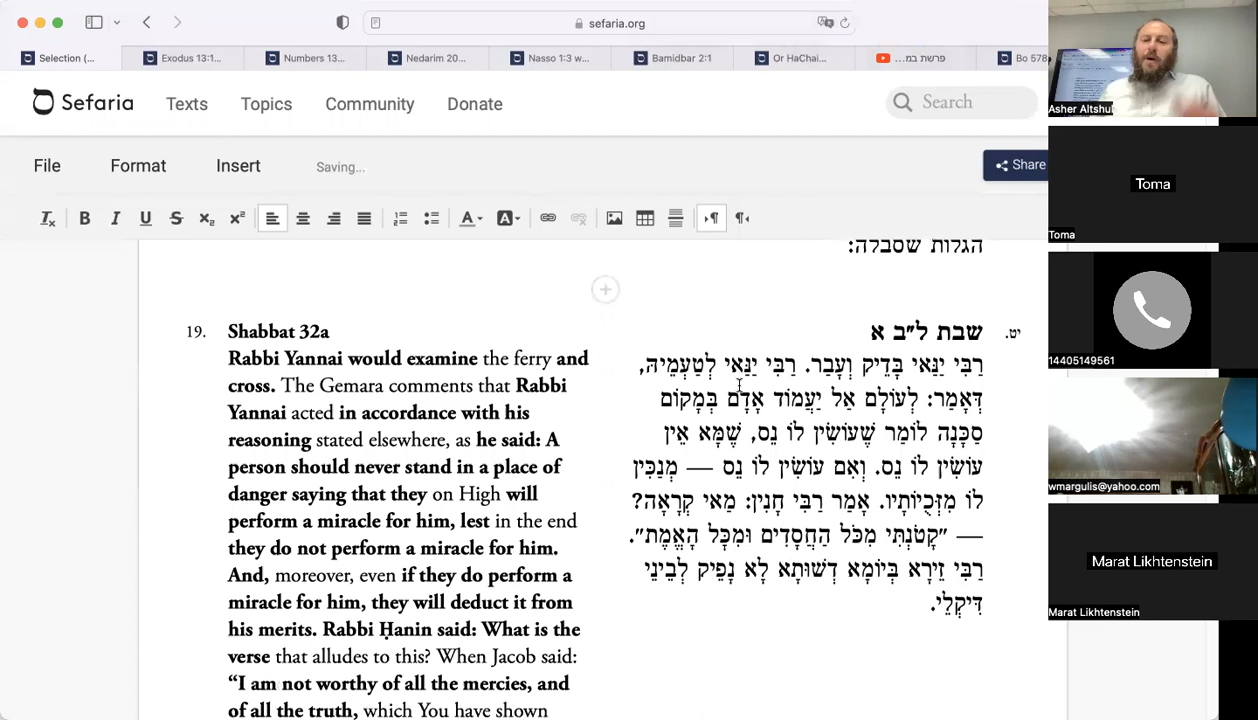 sefaria.org
Selection (...
Exodus 13:1...
Numbers 13...
Nedarim 20...
Nasso 1:3 w...
Bamidbar 2:1
Or HaChai...
פרשת במ...
Bo 578
Sefaria
Texts
Topics
Community
Donate
Search
File
Format
Insert
Saving...
Share
הגלות שסבלה:
19. Shabbat 32a
Rabbi Yannai would examine the ferry and
cross. The Gemara comments that Rabbi
Yannai acted in accordance with his
reasoning stated elsewhere, as he said: A
person should never stand in a place of
danger saying that they on High will
perform a miracle for him, lest in the end
they do not perform a miracle for him.
And, moreover, even if they do perform a
miracle for him, they will deduct it from
his merits. Rabbi Ḥanin said: What is the
verse that alludes to this? When Jacob said:
“I am not worthy of all the mercies, and
of all the truth, which You have shown
יט. שבת ל״ב א
רַבִּי יַנַּאי בָּדֵיק וְעָבַר. רַבִּי יַנַּאי לְטַעְמֵיהּ,
דְּאָמַר: לְעוֹלָם אַל יַעֲמוֹד אָדָם בְּמָקוֹם
סַכָּנָה לוֹמַר שֶׁעוֹשִׂין לוֹ נֵס, שֶׁמָּא אֵין
עוֹשִׂין לוֹ נֵס. וְאִם עוֹשִׂין לוֹ נֵס — מְנַכִּין
לוֹ מִזְּכִיּוֹתָיו. אָמַר רַבִּי חָנִין: מַאי קְרָאָה?
— ״קָטֹנְתִּי מִכֹּל הַחֲסָדִים וּמִכׇּל הָאֱמֶת״.
רַבִּי זֵירָא בְּיוֹמָא דְשׁוּתָא לָא נָפֵיק לְבֵינֵי
דִּיקְלֵי.
Asher Altshul
Toma
Toma
14405149561
wmargulis@yahoo.com
Marat Likhtenstein
Marat Likhtenstein